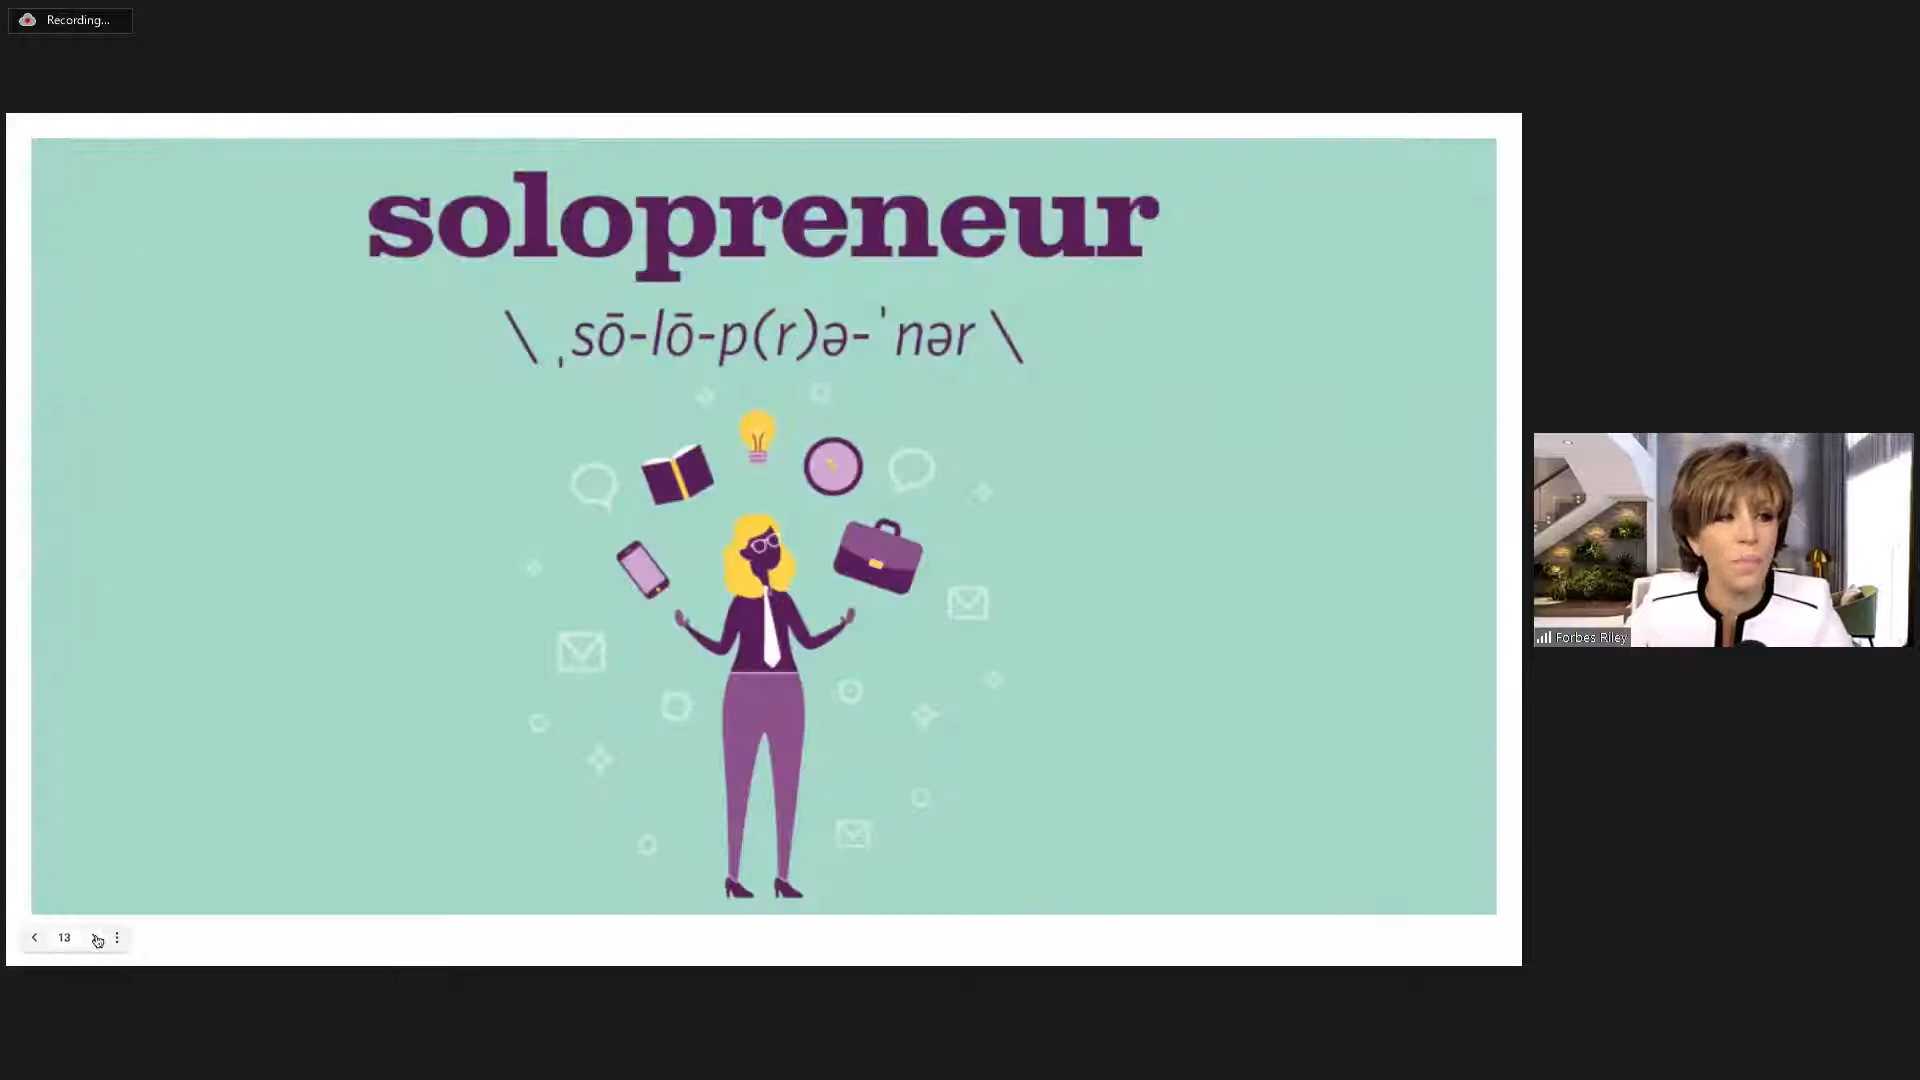 Recording...
solopreneur
\ ˌsō-lō-p(r)ə-ˈnər \
Forbes Riley
13